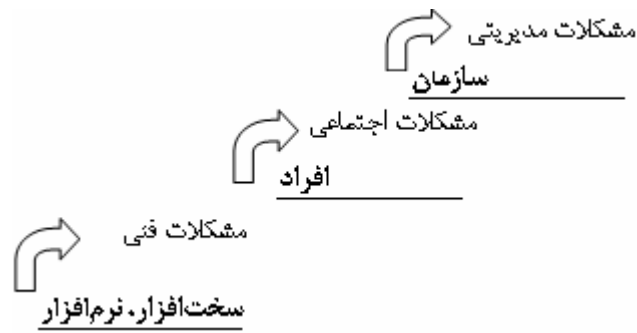 مشکلات مدیریتی
سازمان
مشکلات اجتماعی
افراد
مشکلات فنی
سخت‌افزار، نرم‌افزار